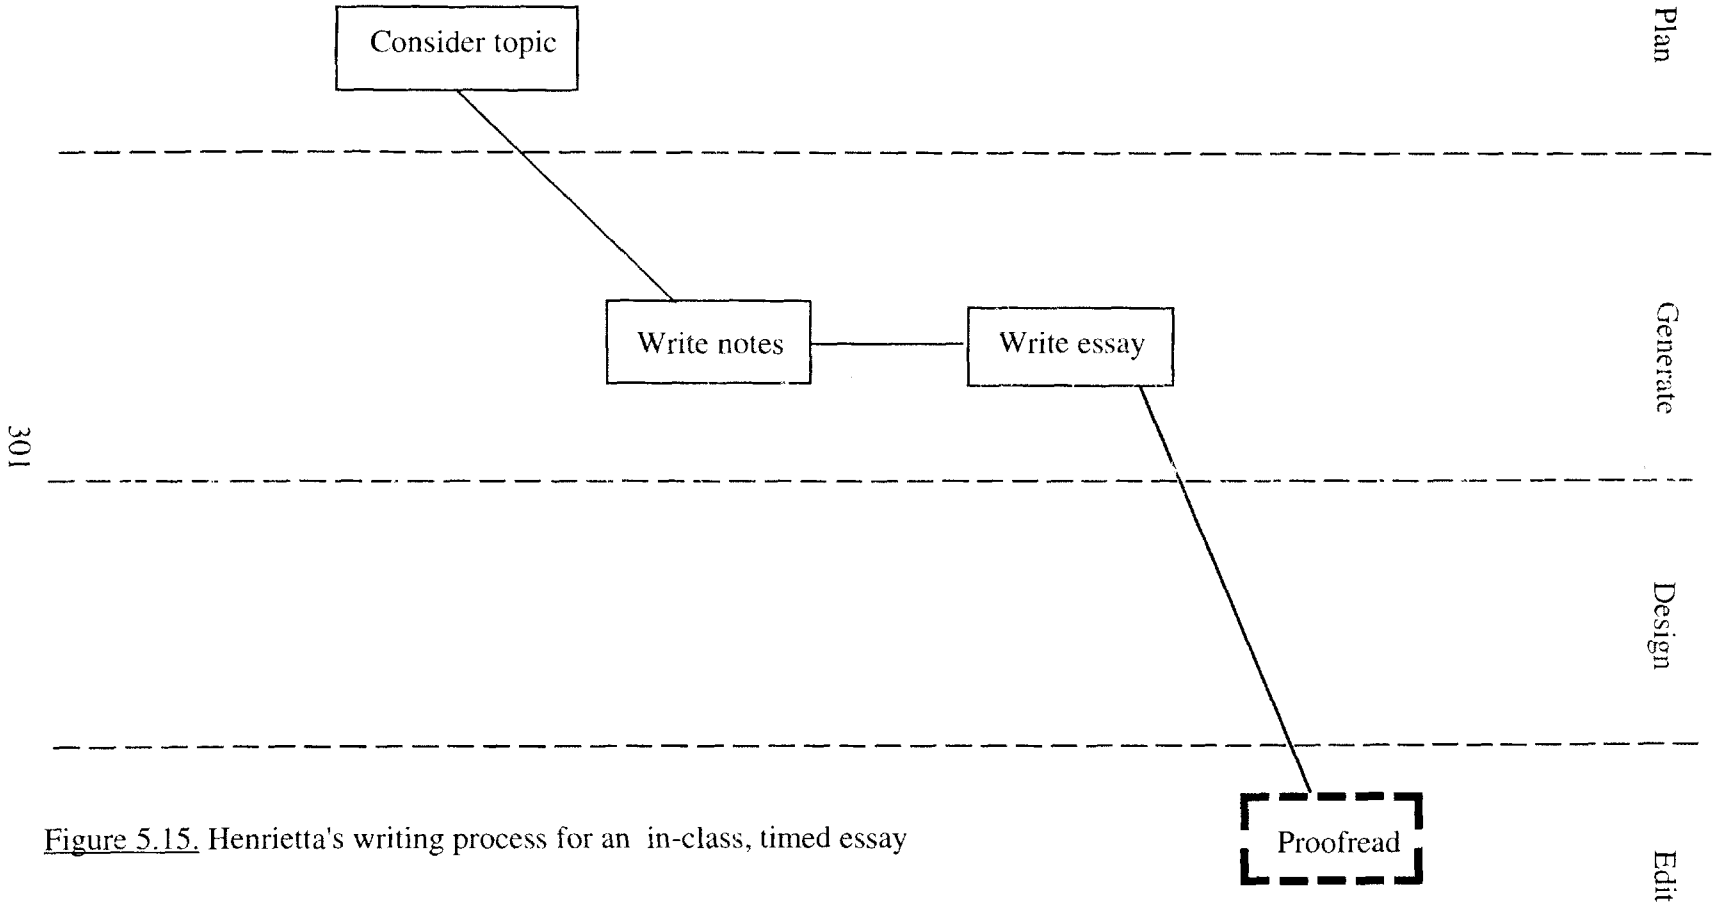 Consider topic
Plan
Write notes
Write essay
Generate
301
Design
Figure 5.15. Henrietta's writing process for an in-class, timed essay
Proofread
Edit